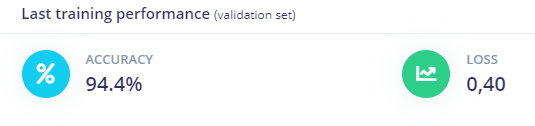 Last training performance (validation set)
ACCURACY
94.4%
LOSS
0,40